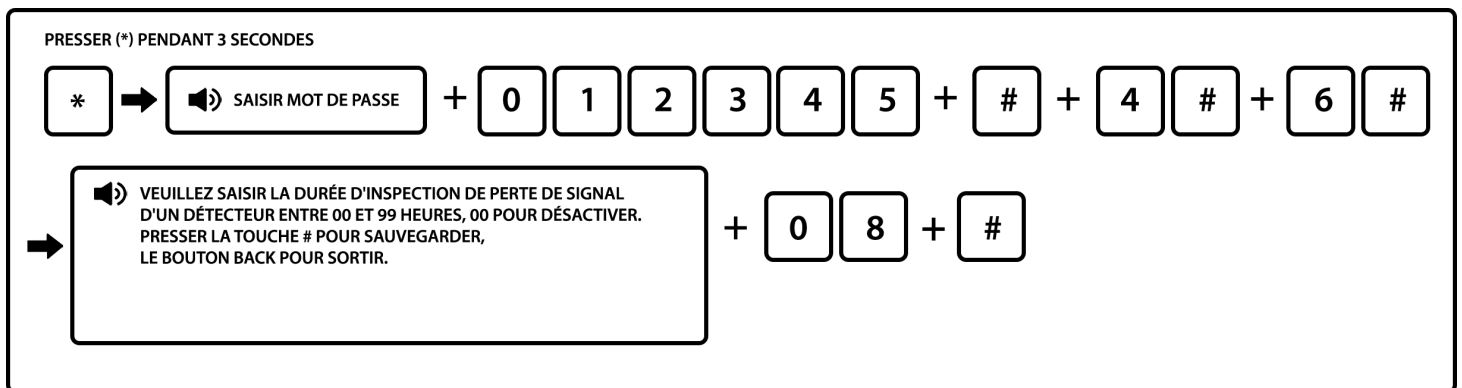 PRESSER (*) PENDANT 3 SECONDES
* SAISIR MOT DE PASSE + 0 1 2 3 4 5 + # + 4 # + 6 #
VEUILLEZ SAISIR LA DURÉE D'INSPECTION DE PERTE DE SIGNAL
D'UN DÉTECTEUR ENTRE 00 ET 99 HEURES, 00 POUR DÉSACTIVER.
PRESSER LA TOUCHE # POUR SAUVEGARDER,
LE BOUTON BACK POUR SORTIR.
+ 0 8 + #